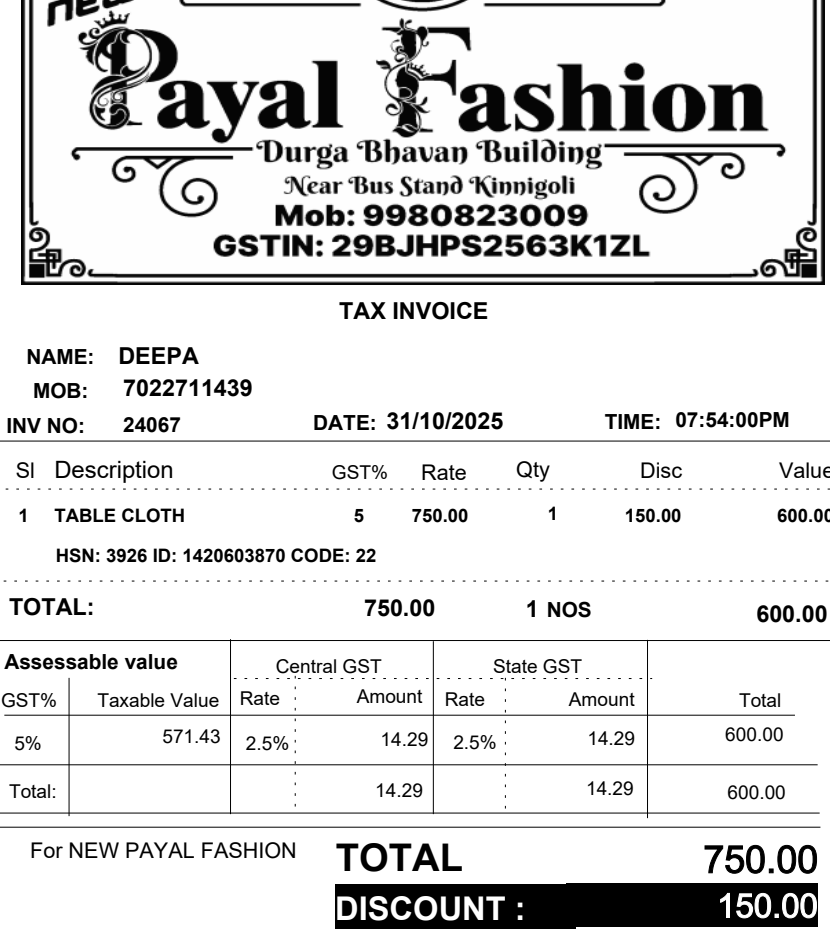 new
Payal Fashion
Durga Bhavan Building
Near Bus Stand Kinnigoli
Mob: 9980823009
GSTIN: 29BJHPS2563K1ZL
TAX INVOICE
NAME: DEEPA
MOB: 7022711439
INV NO: 24067 DATE: 31/10/2025 TIME: 07:54:00PM
Sl Description GST% Rate Qty Disc Value
1 TABLE CLOTH 5 750.00 1 150.00 600.00
HSN: 3926 ID: 1420603870 CODE: 22
TOTAL: 750.00 1 NOS 600.00
Assessable value Central GST State GST
GST% Taxable Value Rate Amount Rate Amount Total
5% 571.43 2.5% 14.29 2.5% 14.29 600.00
Total: 14.29 14.29 600.00
For NEW PAYAL FASHION TOTAL 750.00
DISCOUNT : 150.00